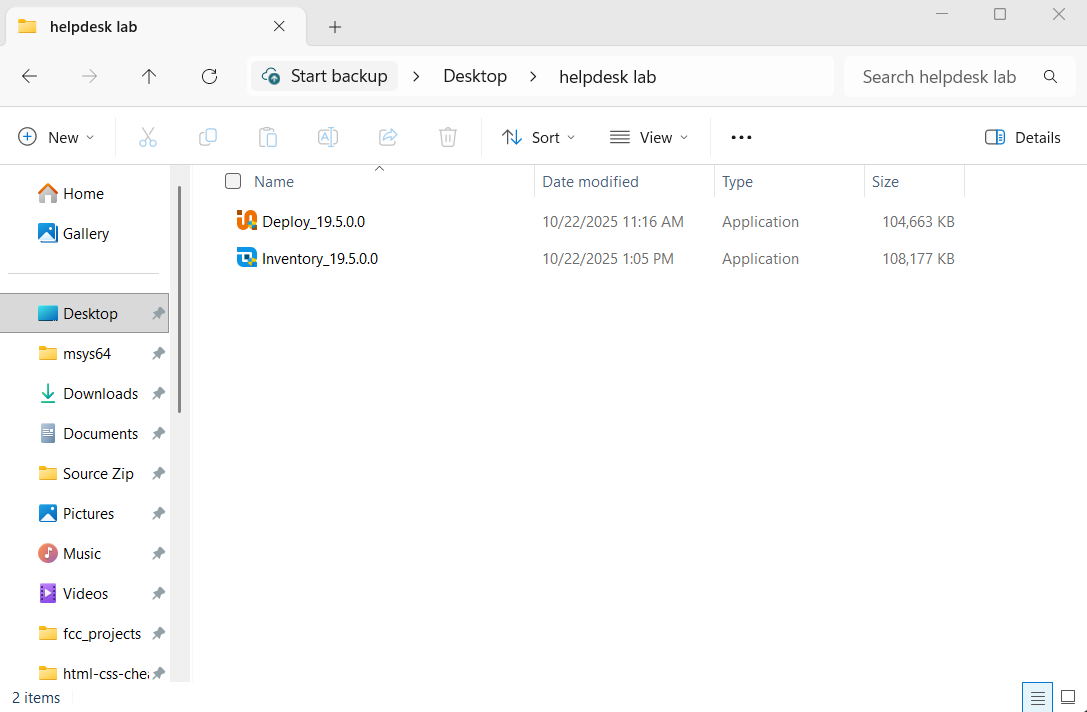 helpdesk lab
Start backup > Desktop > helpdesk lab
Search helpdesk lab
New
Sort
View
Details
Name Date modified Type Size
Deploy_19.5.0.0 10/22/2025 11:16 AM Application 104,663 KB
Inventory_19.5.0.0 10/22/2025 1:05 PM Application 108,177 KB
Home
Gallery
Desktop
msys64
Downloads
Documents
Source Zip
Pictures
Music
Videos
fcc_projects
html-css-che
2 items